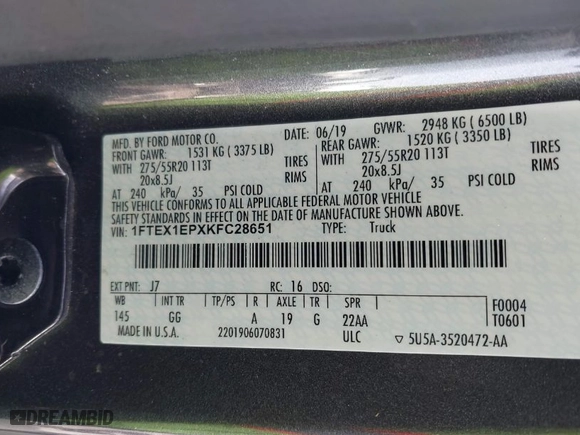 MFD. BY FORD MOTOR CO. DATE: 06/19 GVWR: 2948 KG ( 6500 LB)
FRONT GAWR: 1531 KG ( 3375 LB) REAR GAWR: 1520 KG ( 3350 LB)
WITH 275/55R20 113T TIRES WITH 275/55R20 113T TIRES
20x8.5J RIMS 20x8.5J RIMS
AT 240 kPa/ 35 PSI COLD AT 240 kPa/ 35 PSI COLD
THIS VEHICLE CONFORMS TO ALL APPLICABLE FEDERAL MOTOR VEHICLE
SAFETY STANDARDS IN EFFECT ON THE DATE OF MANUFACTURE SHOWN ABOVE.
VIN: 1FTEX1EPXKFC28651 TYPE: Truck
EXT PNT: J7 RC: 16 DSO:
WB INT TR TP/PS R AXLE TR SPR F0004
145 GG A 19 G 22AA T0601
MADE IN U.S.A. 2201906070831 ULC ▽ 5U5A-3520472-AA
DREAMBID